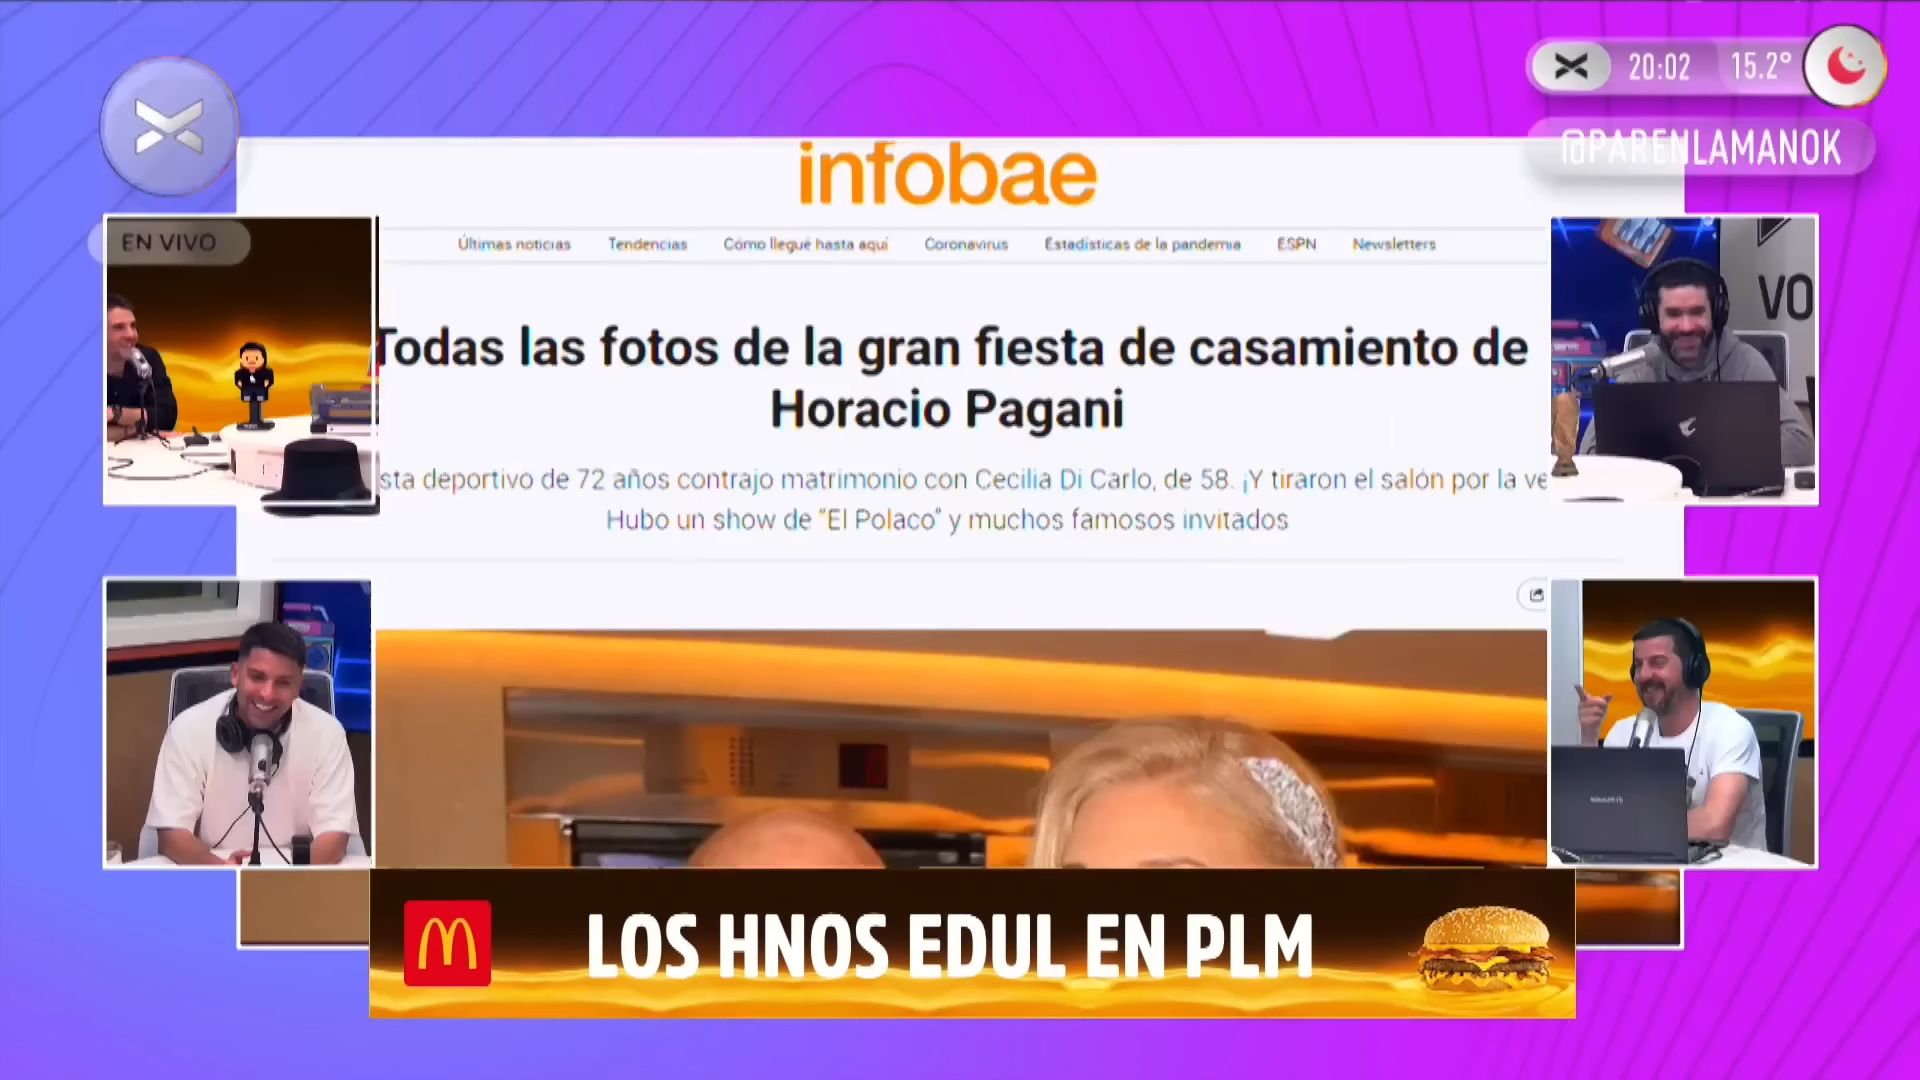 20:02 15.2°
@PARENLAMANOK
EN VIVO
infobae
Últimas noticias Tendencias Cómo llegué hasta aquí Coronavirus Estadísticas de la pandemia ESPN Newsletters
Todas las fotos de la gran fiesta de casamiento de
Horacio Pagani
sta deportivo de 72 años contrajo matrimonio con Cecilia Di Carlo, de 58. ¡Y tiraron el salón por la ve
Hubo un show de "El Polaco" y muchos famosos invitados
VO
LOS HNOS EDUL EN PLM